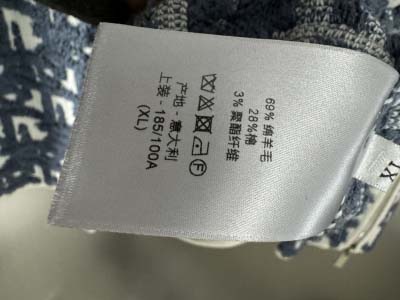 69% 绵羊毛
28%棉
3% 聚酯纤维
F
产地 - 意大利
上装 - 185/100A
(XL)
XL